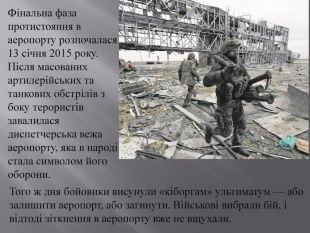 Фінальна фаза
протистояння в
аеропорту розпочалася
13 січня 2015 року.
Після масованих
артилерійських та
танкових обстрілів з
боку терористів
завалилася
диспетчерська вежа
аеропорту, яка в народі
стала символом його
оборони.
Того ж дня бойовики висунули «кіборгам» ультиматум — або
залишити аеропорт, або загинути. Військові вибрали бій, і
відтоді зіткнення в аеропорту вже не вщухали.